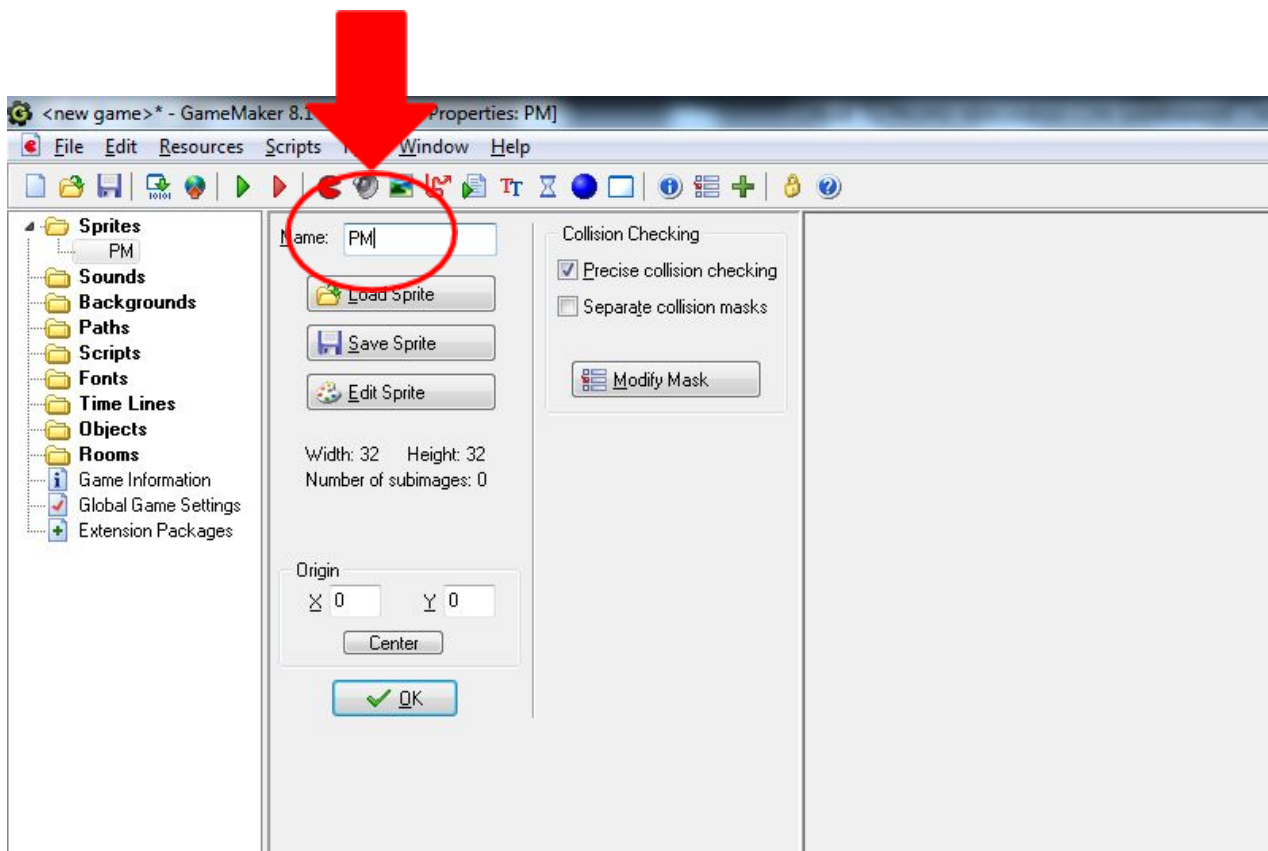 <new game>* - GameMaker 8.1 Properties: PM]
File Edit Resources Scripts Window Help
Sprites
PM
Sounds
Backgrounds
Paths
Scripts
Fonts
Time Lines
Objects
Rooms
Game Information
Global Game Settings
Extension Packages
Name: PM
Load Sprite
Save Sprite
Edit Sprite
Width: 32 Height: 32
Number of subimages: 0
Origin
X 0 Y 0
Center
OK
Collision Checking
Precise collision checking
Separate collision masks
Modify Mask